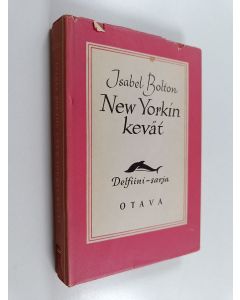 Isabel Bolton
New Yorkin
kevät
Delfiini-sarja
OTAVA